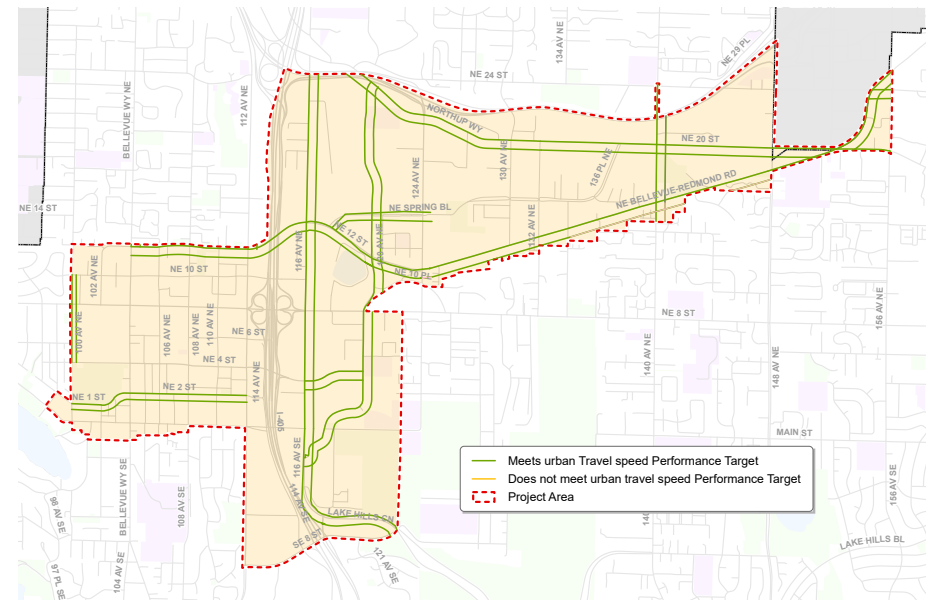 134 AV NE
NE 29 PL
NE 24 ST
112 AV NE
BELLEVUE WY NE
NORTHUP WY
NE 20 ST
130 AV NE
136 PL NE
124 AV NE
NE BELLEVUE-REDMOND RD
NE 14 ST
NE SPRING BL
NE 12 ST
116 AV NE
102 AV NE
NE 10 ST
NE 10 PL
156 AV NE
NE 8 ST
100 AV NE
106 AV NE
108 AV NE
110 AV NE
NE 6 ST
140 AV NE
148 AV NE
NE 4 ST
114 AV NE
NE 2 ST
NE 1 ST
I-405
MAIN ST
116 AV SE
BELLEVUE WY SE
Meets urban Travel speed Performance Target
Does not meet urban travel speed Performance Target
Project Area
156 AV SE
98 AV SE
108 AV SE
114 AV SE
LAKE HILLS CN
SE 8 ST
LAKE HILLS BL
121 AV SE
104 AV SE
97 PL SE